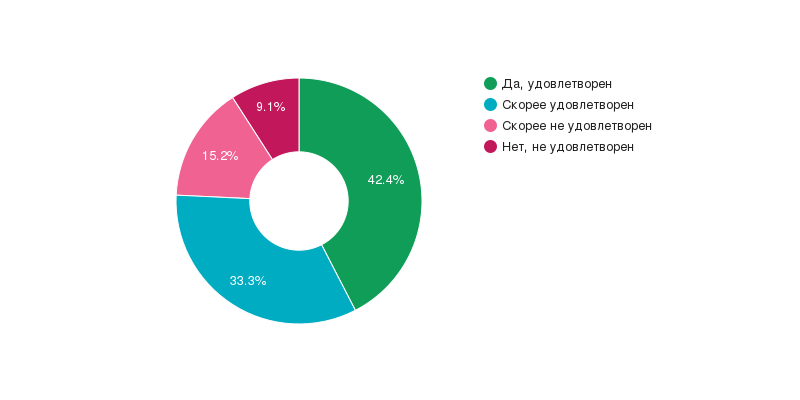 Да, удовлетворен
Скорее удовлетворен
Скорее не удовлетворен
Нет, не удовлетворен
9.1%
15.2%
42.4%
33.3%